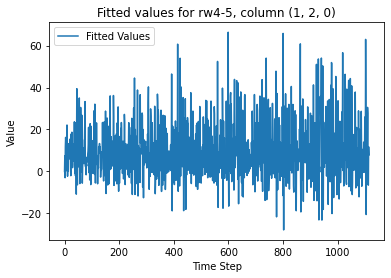 Fitted values for rw4-5, column (1, 2, 0)
Fitted Values
60
40
20
0
−20
Value
0
200
400
600
800
1000
Time Step